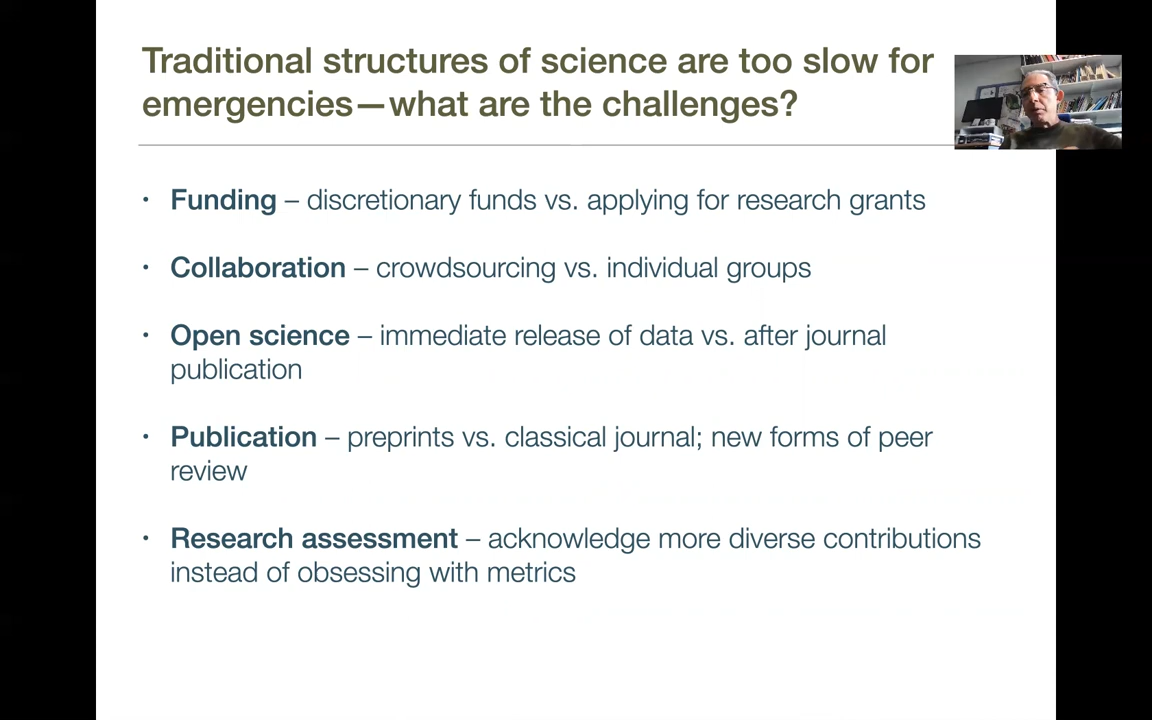 Traditional structures of science are too slow for
emergencies—what are the challenges?
• Funding – discretionary funds vs. applying for research grants
• Collaboration – crowdsourcing vs. individual groups
• Open science – immediate release of data vs. after journal
publication
• Publication – preprints vs. classical journal; new forms of peer
review
• Research assessment – acknowledge more diverse contributions
instead of obsessing with metrics